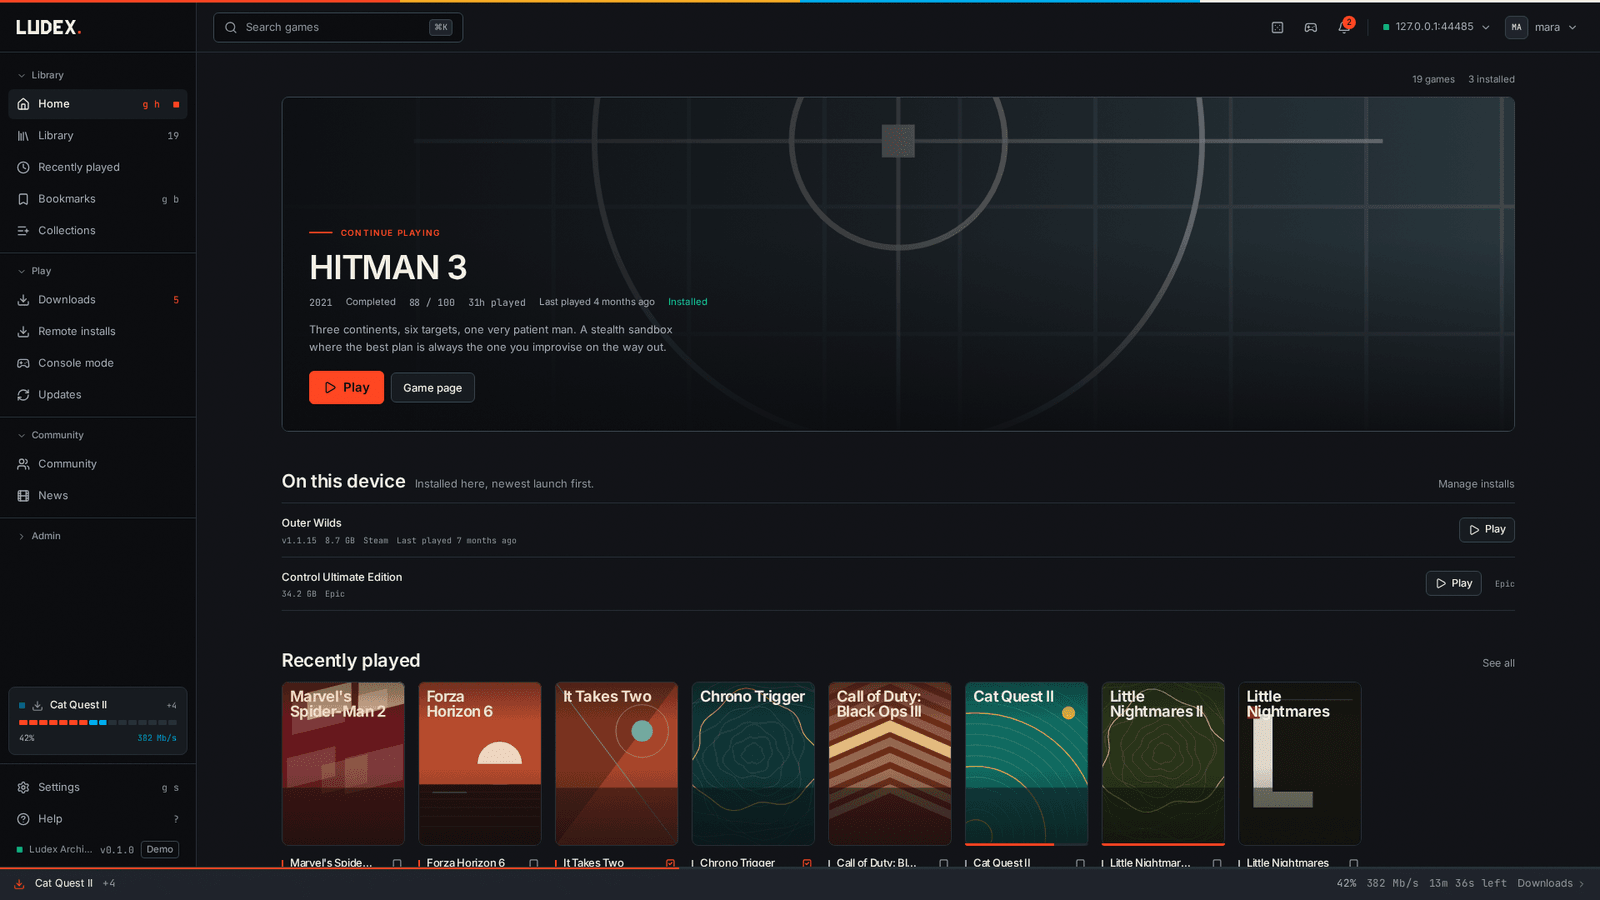 LUDEX.
Search games
⌘K
2
127.0.0.1:44485
MA
mara
Library
Home
g h
Library
19
Recently played
Bookmarks
g b
Collections
Play
Downloads
5
Remote installs
Console mode
Updates
Community
Community
News
Admin
Cat Quest II
+4
42%
382 Mb/s
Settings
g s
Help
?
Ludex Archi...
v0.1.0
Demo
19 games
3 installed
CONTINUE PLAYING
HITMAN 3
2021 Completed 88 / 100 31h played Last played 4 months ago Installed
Three continents, six targets, one very patient man. A stealth sandbox
where the best plan is always the one you improvise on the way out.
Play
Game page
On this device
Installed here, newest launch first.
Manage installs
Outer Wilds
v1.1.15 8.7 GB Steam Last played 7 months ago
Play
Control Ultimate Edition
34.2 GB Epic
Play
Epic
Recently played
See all
Marvel's
Spider-Man 2
Forza
Horizon 6
It Takes Two
Chrono Trigger
Call of Duty:
Black Ops III
Cat Quest II
Little
Nightmares II
Little
Nightmares
Marvel's Spide...
Forza Horizon 6
It Takes Two
Chrono Trigger
Call of Duty: Bl...
Cat Quest II
Little Nightmar...
Little Nightmares
Cat Quest II
+4
42%
382 Mb/s
13m 36s left
Downloads